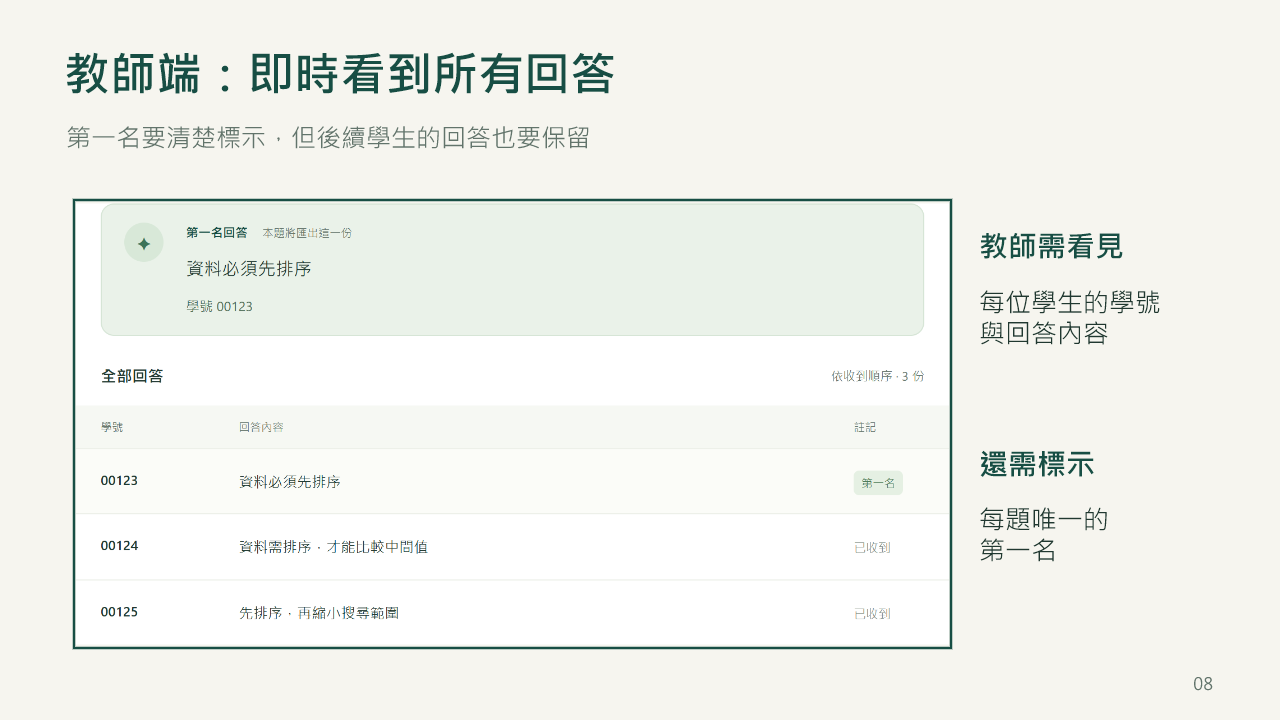 教師端：即時看到所有回答
第一名要清楚標示，但後續學生的回答也要保留
第一名回答 本題將匯出這一份
資料必須先排序
學號 00123
全部回答 依收到順序 · 3 份
學號 回答內容 註記
00123 資料必須先排序 第一名
00124 資料需排序，才能比較中間值 已收到
00125 先排序，再縮小搜尋範圍 已收到
教師需看見
每位學生的學號
與回答內容
還需標示
每題唯一的
第一名
08